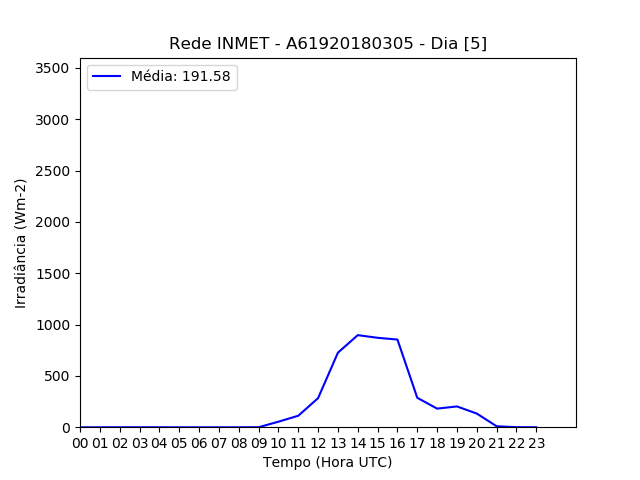 Rede INMET - A61920180305 - Dia [5]
Média: 191.58
Irradiância (Wm-2)
3500
3000
2500
2000
1500
1000
500
0
00 01 02 03 04 05 06 07 08 09 10 11 12 13 14 15 16 17 18 19 20 21 22 23
Tempo (Hora UTC)